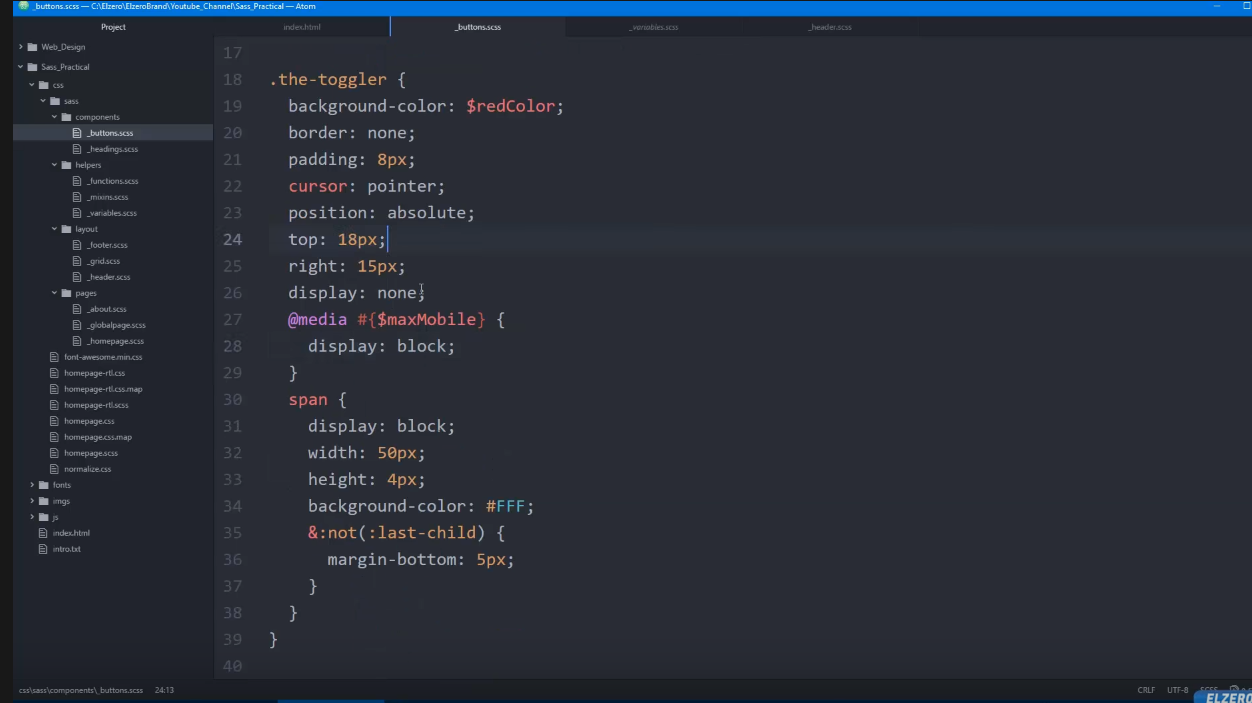 _buttons.scss — C:\Elzero\ElzeroBrand\Youtube_Channel\Sass_Practical — Atom
Project
index.html
_buttons.scss
_variables.scss
_header.scss
Web_Design
Sass_Practical
css
sass
components
_buttons.scss
_headings.scss
helpers
_functions.scss
_mixins.scss
_variables.scss
layout
_footer.scss
_grid.scss
_header.scss
pages
_about.scss
_globalpage.scss
_homepage.scss
font-awesome.min.css
homepage-rtl.css
homepage-rtl.css.map
homepage-rtl.scss
homepage.css
homepage.css.map
homepage.scss
normalize.css
fonts
imgs
js
index.html
intro.txt
17
18 .the-toggler {
19 background-color: $redColor;
20 border: none;
21 padding: 8px;
22 cursor: pointer;
23 position: absolute;
24 top: 18px;
25 right: 15px;
26 display: none;
27 @media #{$maxMobile} {
28 display: block;
29 }
30 span {
31 display: block;
32 width: 50px;
33 height: 4px;
34 background-color: #FFF;
35 &:not(:last-child) {
36 margin-bottom: 5px;
37 }
38 }
39 }
40
css\sass\components\_buttons.scss 24:13
CRLF UTF-8 SCSS
ELZERO